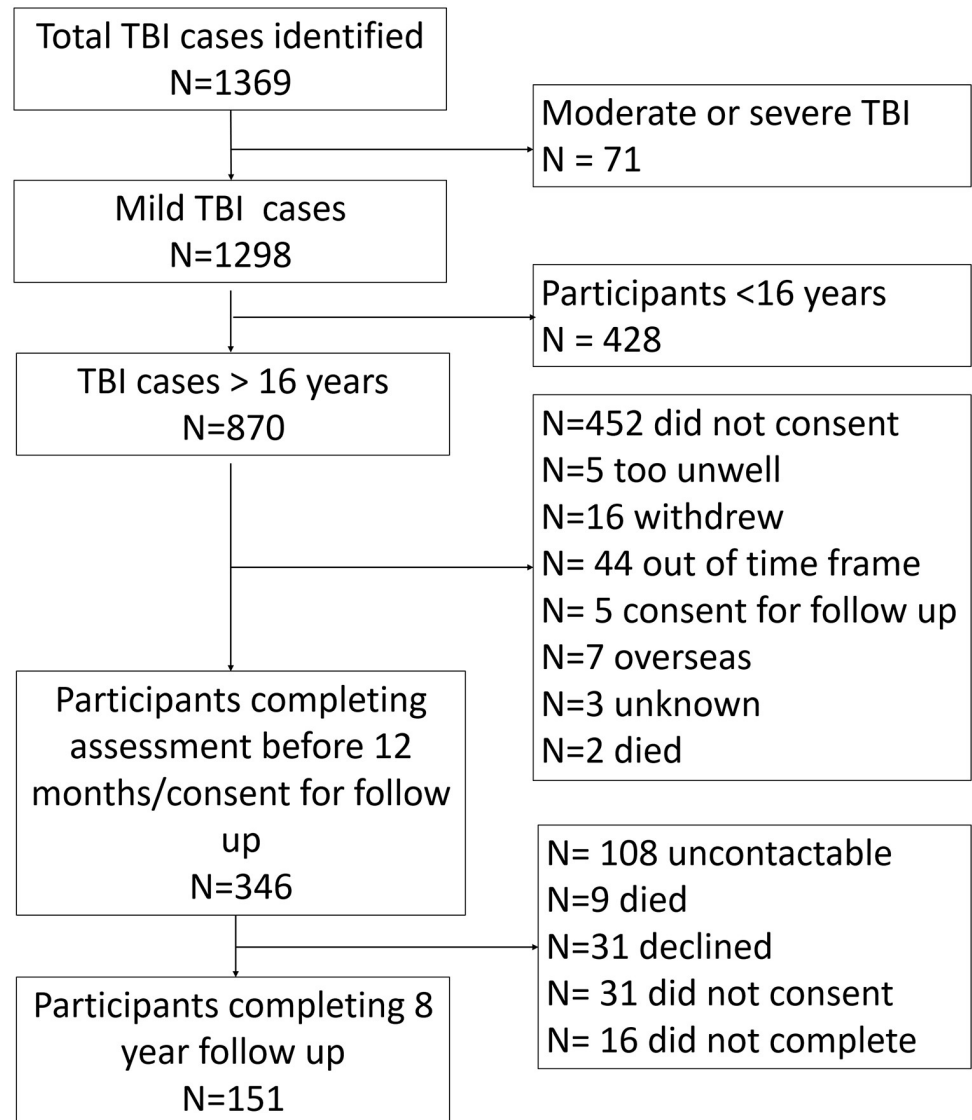 Total TBI cases identified
N=1369
Moderate or severe TBI
N = 71
Mild TBI  cases
N=1298
Participants <16 years
N = 428
TBI cases > 16 years
N=870
N=452 did not consent
N=5 too unwell
N=16 withdrew
N= 44 out of time frame
N= 5 consent for follow up
N=7 overseas
N=3 unknown
N=2 died
Participants completing
assessment before 12
months/consent for follow
up
N=346
N= 108 uncontactable
N=9 died
N=31 declined
N= 31 did not consent
N= 16 did not complete
Participants completing 8
year follow up
N=151